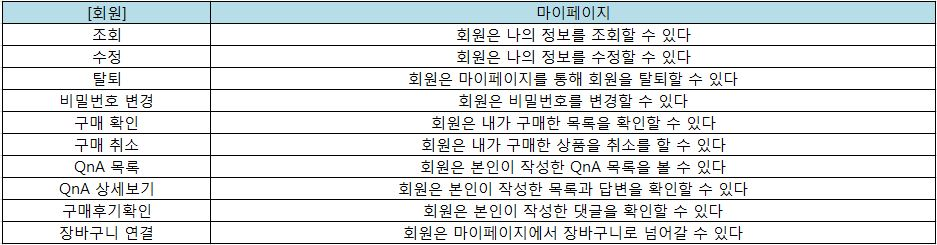 [회원] 마이페이지
조회 회원은 나의 정보를 조회할 수 있다
수정 회원은 나의 정보를 수정할 수 있다
탈퇴 회원은 마이페이지를 통해 회원을 탈퇴할 수 있다
비밀번호 변경 회원은 비밀번호를 변경할 수 있다
구매 확인 회원은 내가 구매한 목록을 확인할 수 있다
구매 취소 회원은 내가 구매한 상품을 취소를 할 수 있다
QnA 목록 회원은 본인이 작성한 QnA 목록을 볼 수 있다
QnA 상세보기 회원은 본인이 작성한 목록과 답변을 확인할 수 있다
구매후기확인 회원은 본인이 작성한 댓글을 확인할 수 있다
장바구니 연결 회원은 마이페이지에서 장바구니로 넘어갈 수 있다